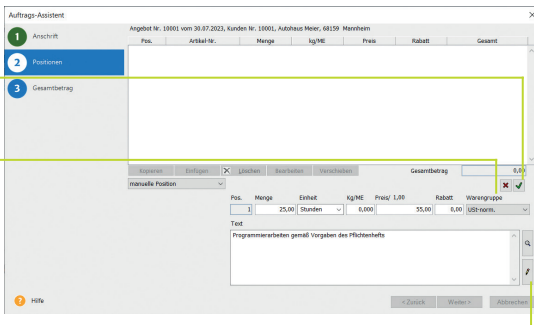 Auftrags-Assistent
1 Anschrift
2 Positionen
3 Gesamtbetrag
Angebot Nr. 10001 vom 30.07.2023, Kunden Nr. 10001, Autohaus Meier, 68159 Mannheim
Pos. Artikel-Nr. Menge kg/ME Preis Rabatt Gesamt
Kopieren Einfügen Löschen Bearbeiten Verschieben Gesamtbetrag 0,00
manuelle Position
Pos. Menge Einheit Kg/ME Preis/ 1,00 Rabatt Warengruppe
1 25,00 Stunden 0,000 55,00 0,00 USt-norm.
Text
Programmierarbeiten gemäß Vorgaben des Pflichtenhefts
? Hilfe
< Zurück Weiter > Abbrechen